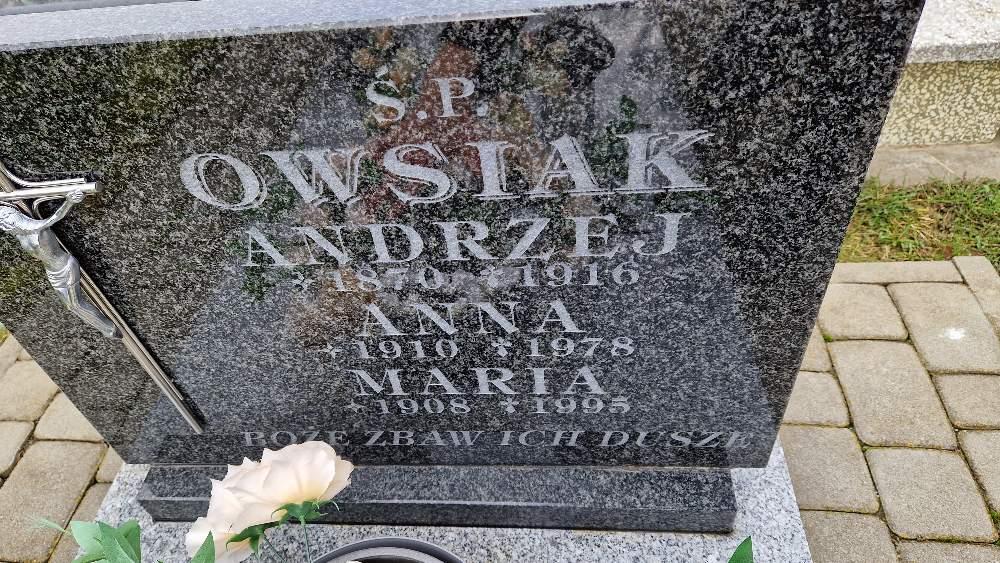 Ś.P.
OWSIAK
ANDRZEJ
* 1870 † 1916
ANNA
* 1910 † 1978
MARIA
* 1908 † 1995
BOŻE ZBAW ICH DUSZE